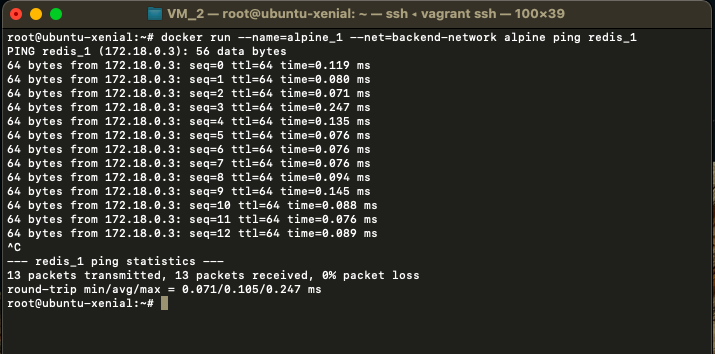 VM_2 — root@ubuntu-xenial: ~ — ssh ◂ vagrant ssh — 100×39
root@ubuntu-xenial:~# docker run --name=alpine_1 --net=backend-network alpine ping redis_1
PING redis_1 (172.18.0.3): 56 data bytes
64 bytes from 172.18.0.3: seq=0 ttl=64 time=0.119 ms
64 bytes from 172.18.0.3: seq=1 ttl=64 time=0.080 ms
64 bytes from 172.18.0.3: seq=2 ttl=64 time=0.071 ms
64 bytes from 172.18.0.3: seq=3 ttl=64 time=0.247 ms
64 bytes from 172.18.0.3: seq=4 ttl=64 time=0.135 ms
64 bytes from 172.18.0.3: seq=5 ttl=64 time=0.076 ms
64 bytes from 172.18.0.3: seq=6 ttl=64 time=0.076 ms
64 bytes from 172.18.0.3: seq=7 ttl=64 time=0.076 ms
64 bytes from 172.18.0.3: seq=8 ttl=64 time=0.094 ms
64 bytes from 172.18.0.3: seq=9 ttl=64 time=0.145 ms
64 bytes from 172.18.0.3: seq=10 ttl=64 time=0.088 ms
64 bytes from 172.18.0.3: seq=11 ttl=64 time=0.076 ms
64 bytes from 172.18.0.3: seq=12 ttl=64 time=0.089 ms
^C
--- redis_1 ping statistics ---
13 packets transmitted, 13 packets received, 0% packet loss
round-trip min/avg/max = 0.071/0.105/0.247 ms
root@ubuntu-xenial:~#